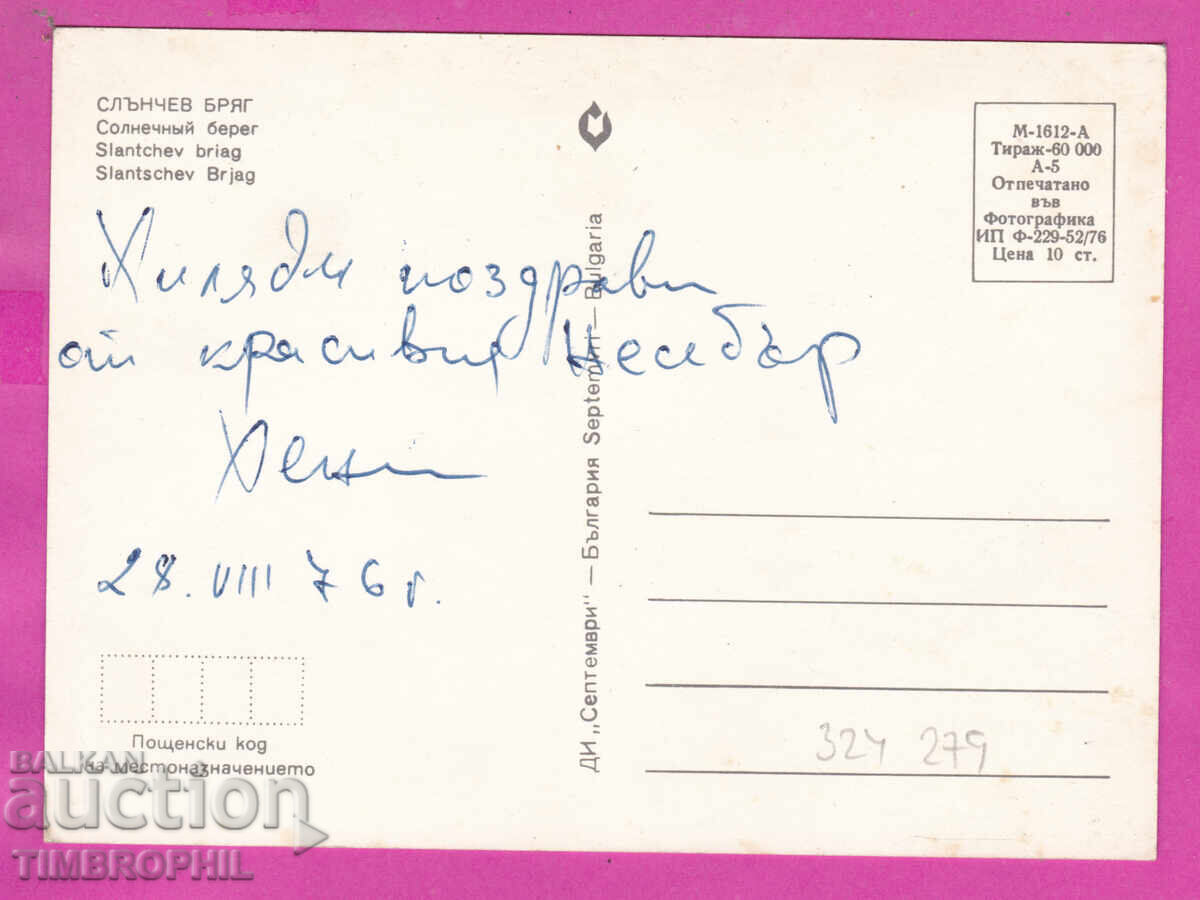 СЛЪНЧЕВ БРЯГ
Солнечный берег
Slantchev briag
Slantschev Brjag
М-1612-А
Тираж-60 000
А-5
Отпечатано
във
Фотографика
ИП Ф-229-52/76
Цена 10 ст.
Хиляди поздрави
от красивия Несебър
Хени
28. VIII 76 г.
ДИ „Септември" — България Septemvri — Bulgaria
Пощенски код
на местоназначението
324 279
BALKAN
auction
TIMBROPHIL